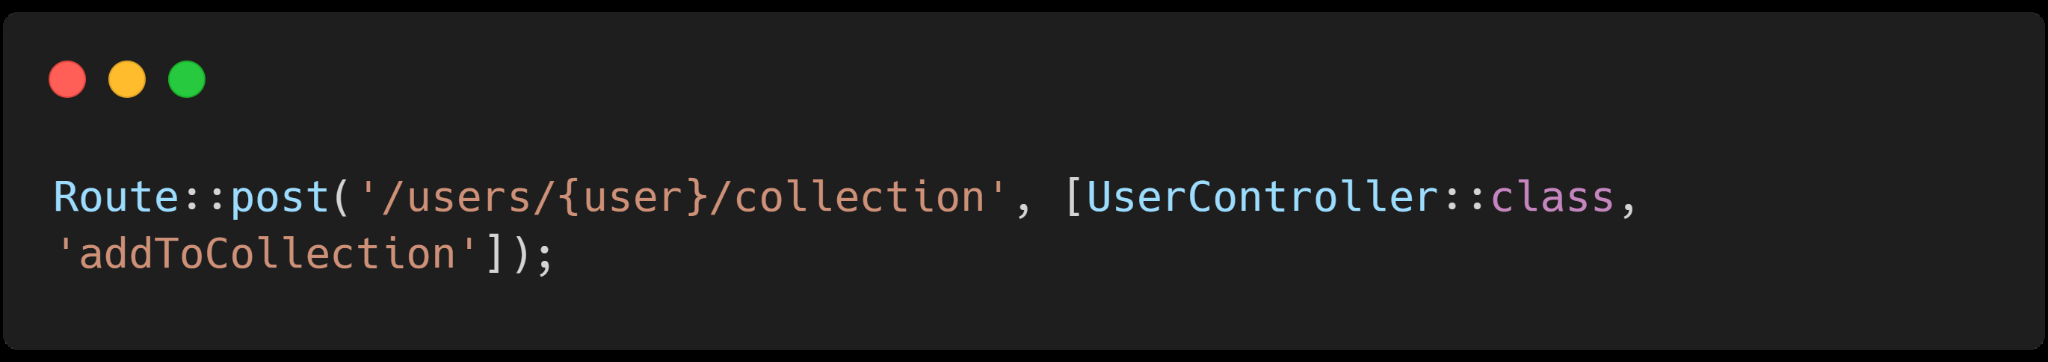 Route::post('/users/{user}/collection', [UserController::class,
'addToCollection']);